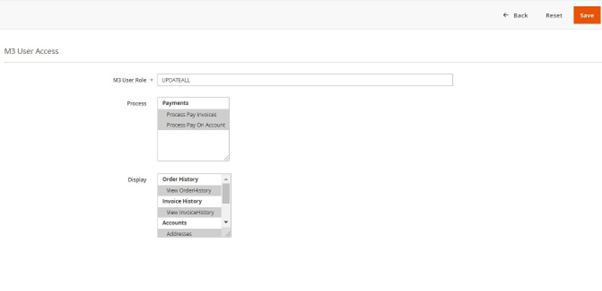 ← Back Reset Save
M3 User Access
M3 User Role * UPDATEALL
Process
Payments
Process Pay Invoices
Process Pay On Account
Display
Order History
View OrderHistory
Invoice History
View InvoiceHistory
Accounts
Addresses